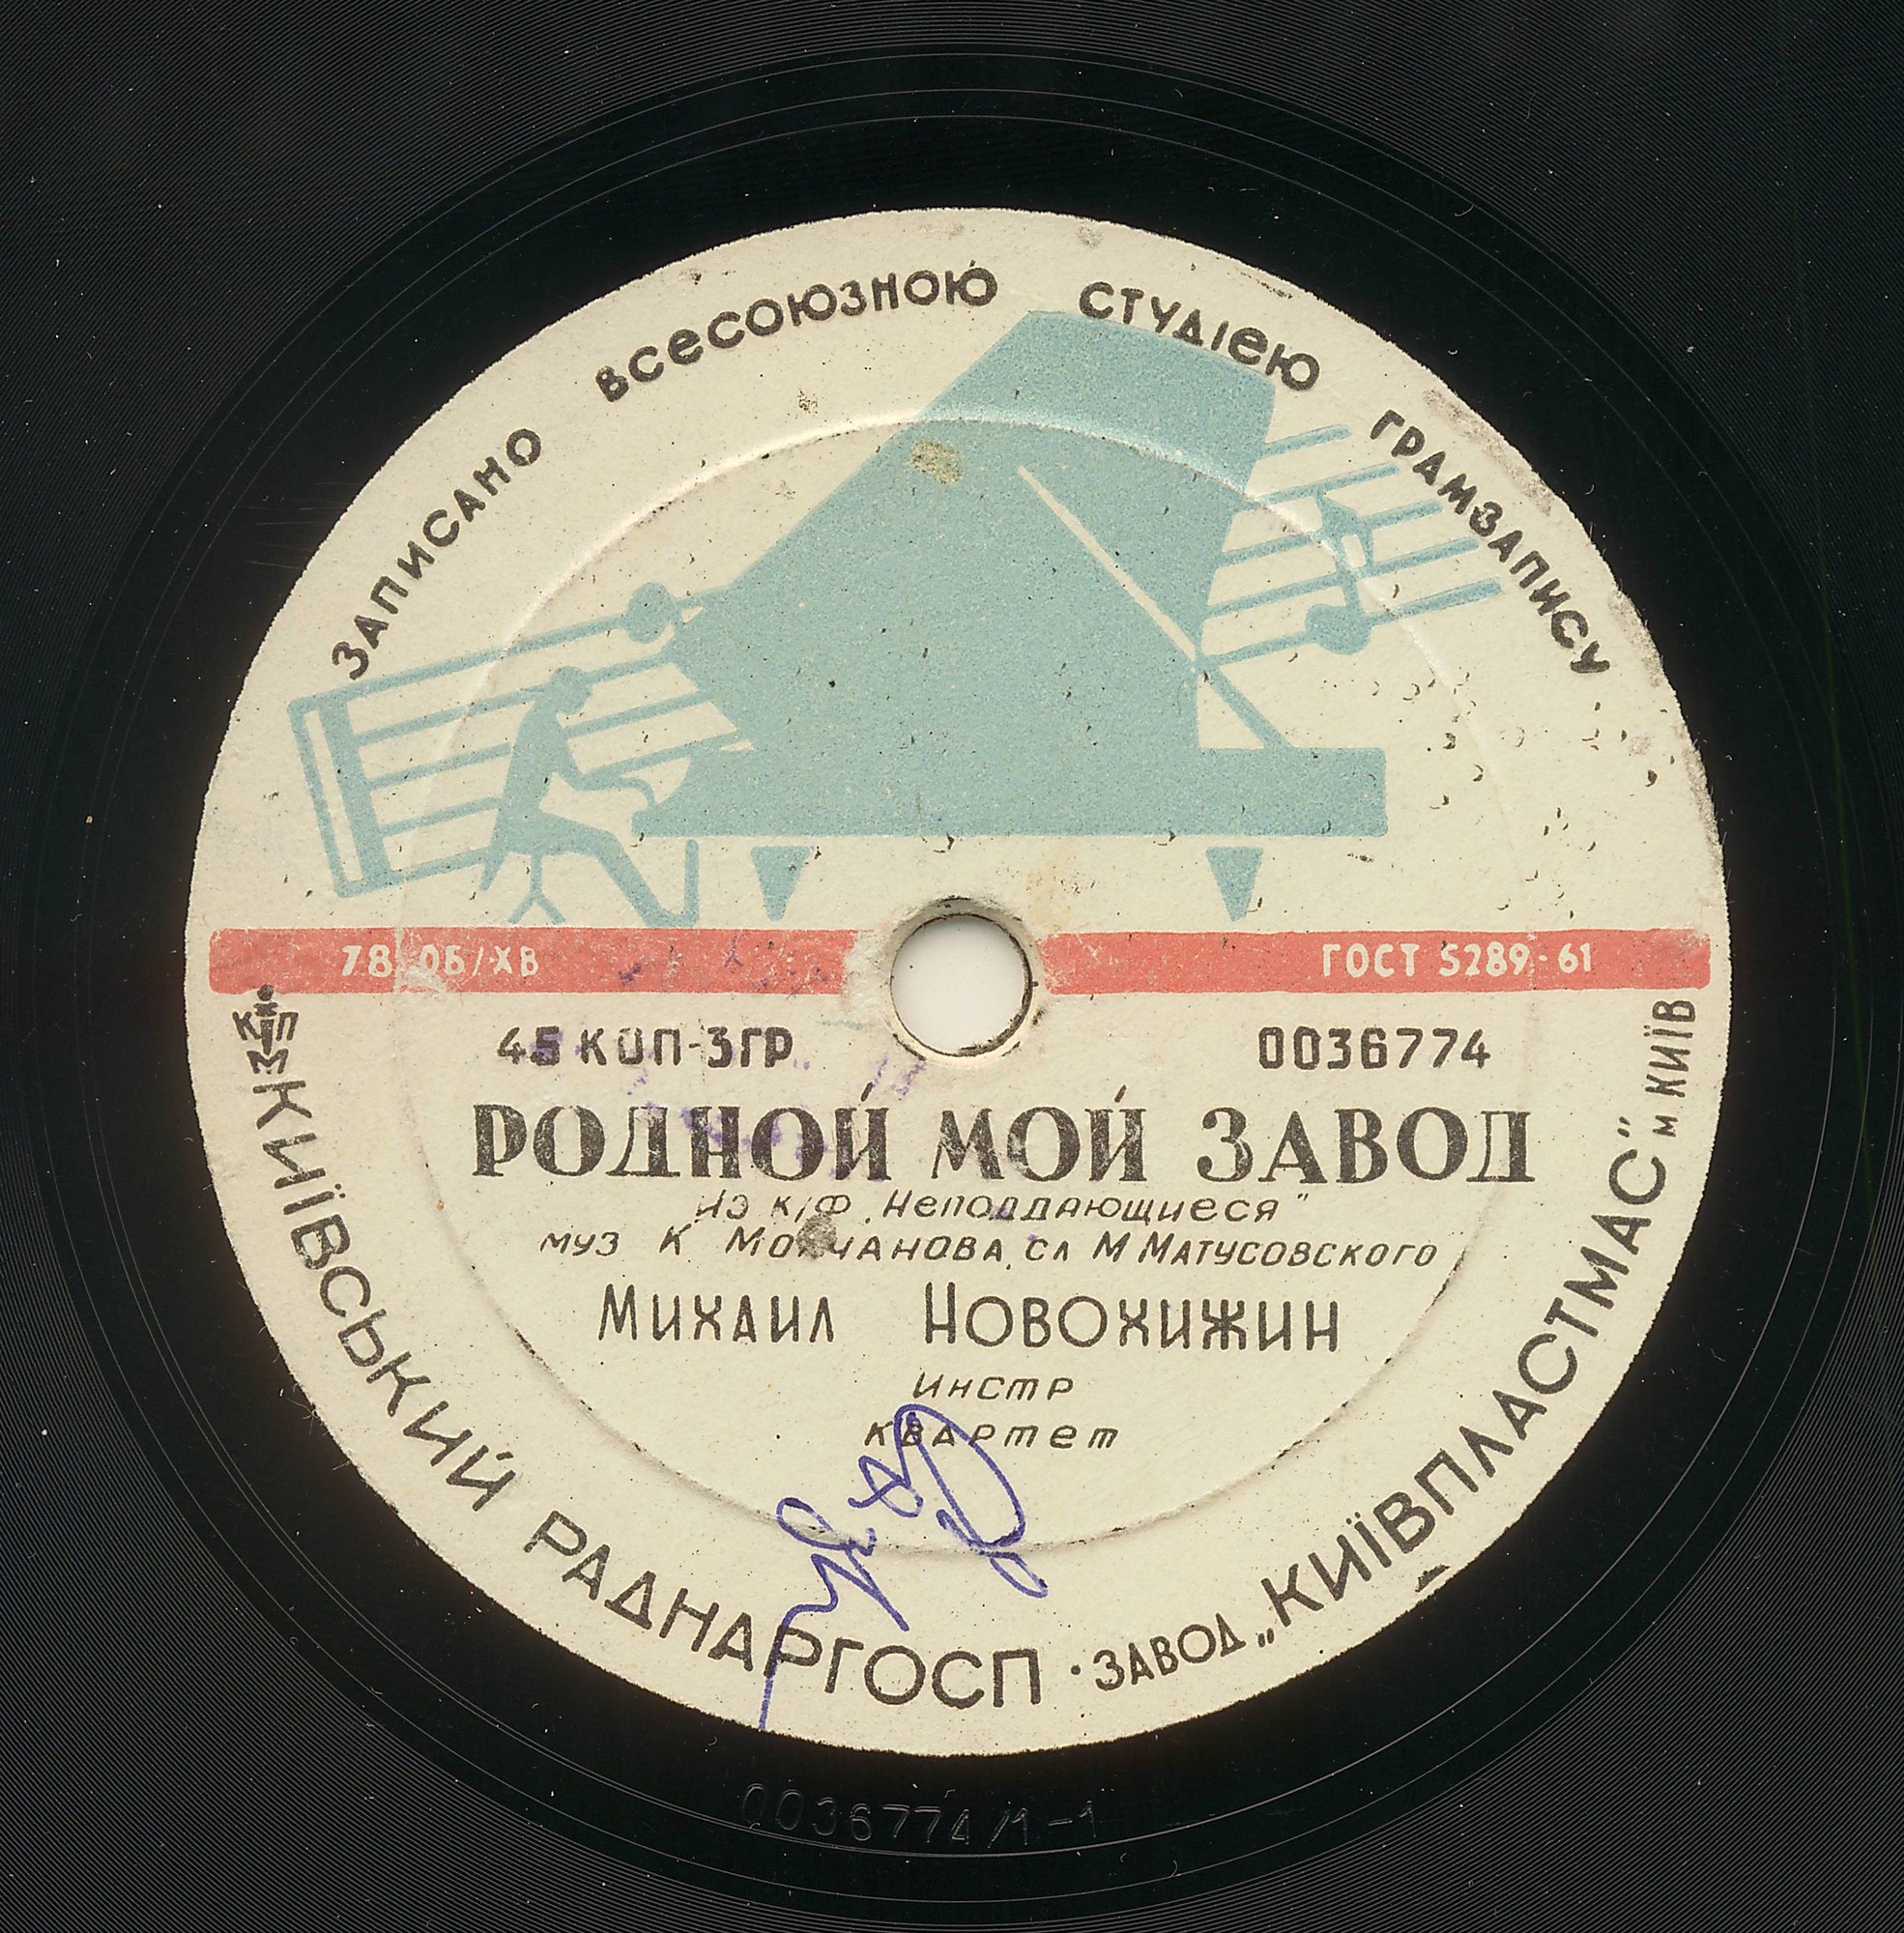 ЗАПИСАНО ВСЕСОЮЗНОЮ СТУДІЄЮ ГРАМЗАПИСУ
78 ОБ/ХВ
ГОСТ 5289-61
45 КОП-3ГР
0036774
РОДНОЙ МОЙ ЗАВОД
Из к/ф „Неподдающиеся"
муз К Молчанова, сл М Матусовского
Михаил Новохижин
инстр
квартет
КИЇВСЬКИЙ РАДНАРГОСП · ЗАВОД „КИЇВПЛАСТМАС" м КИЇВ
0036774/1-1